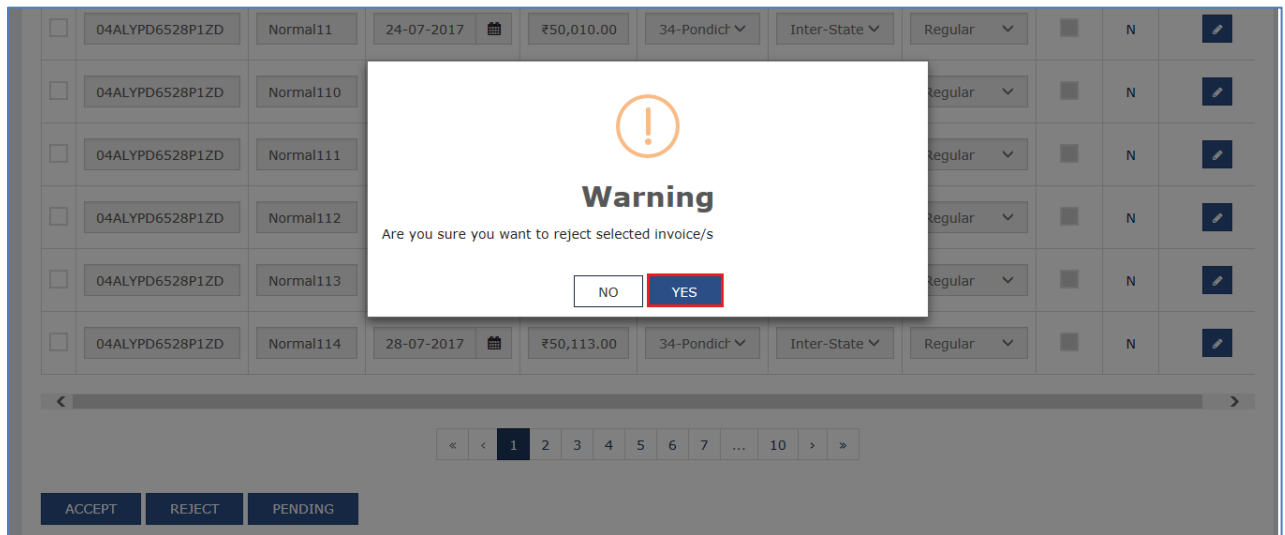 04ALYPD6528P1ZD Normal11 24-07-2017 ₹50,010.00 34-Pondich Inter-State Regular N
04ALYPD6528P1ZD Normal110 Regular N
04ALYPD6528P1ZD Normal111 Regular N
Warning
04ALYPD6528P1ZD Normal112 Regular N
Are you sure you want to reject selected invoice/s
04ALYPD6528P1ZD Normal113 Regular N
NO YES
04ALYPD6528P1ZD Normal114 28-07-2017 ₹50,113.00 34-Pondich Inter-State Regular N
« < 1 2 3 4 5 6 7 ... 10 > »
ACCEPT REJECT PENDING